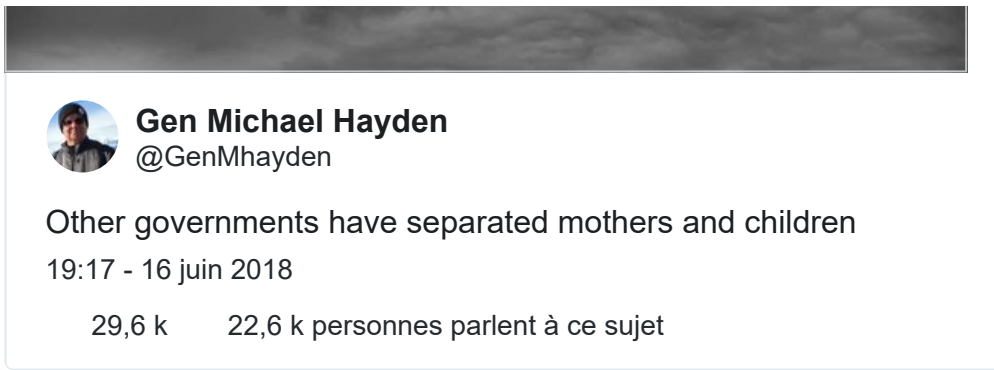 Gen Michael Hayden
@GenMhayden
Other governments have separated mothers and children
19:17 - 16 juin 2018
29,6 k 22,6 k personnes parlent à ce sujet